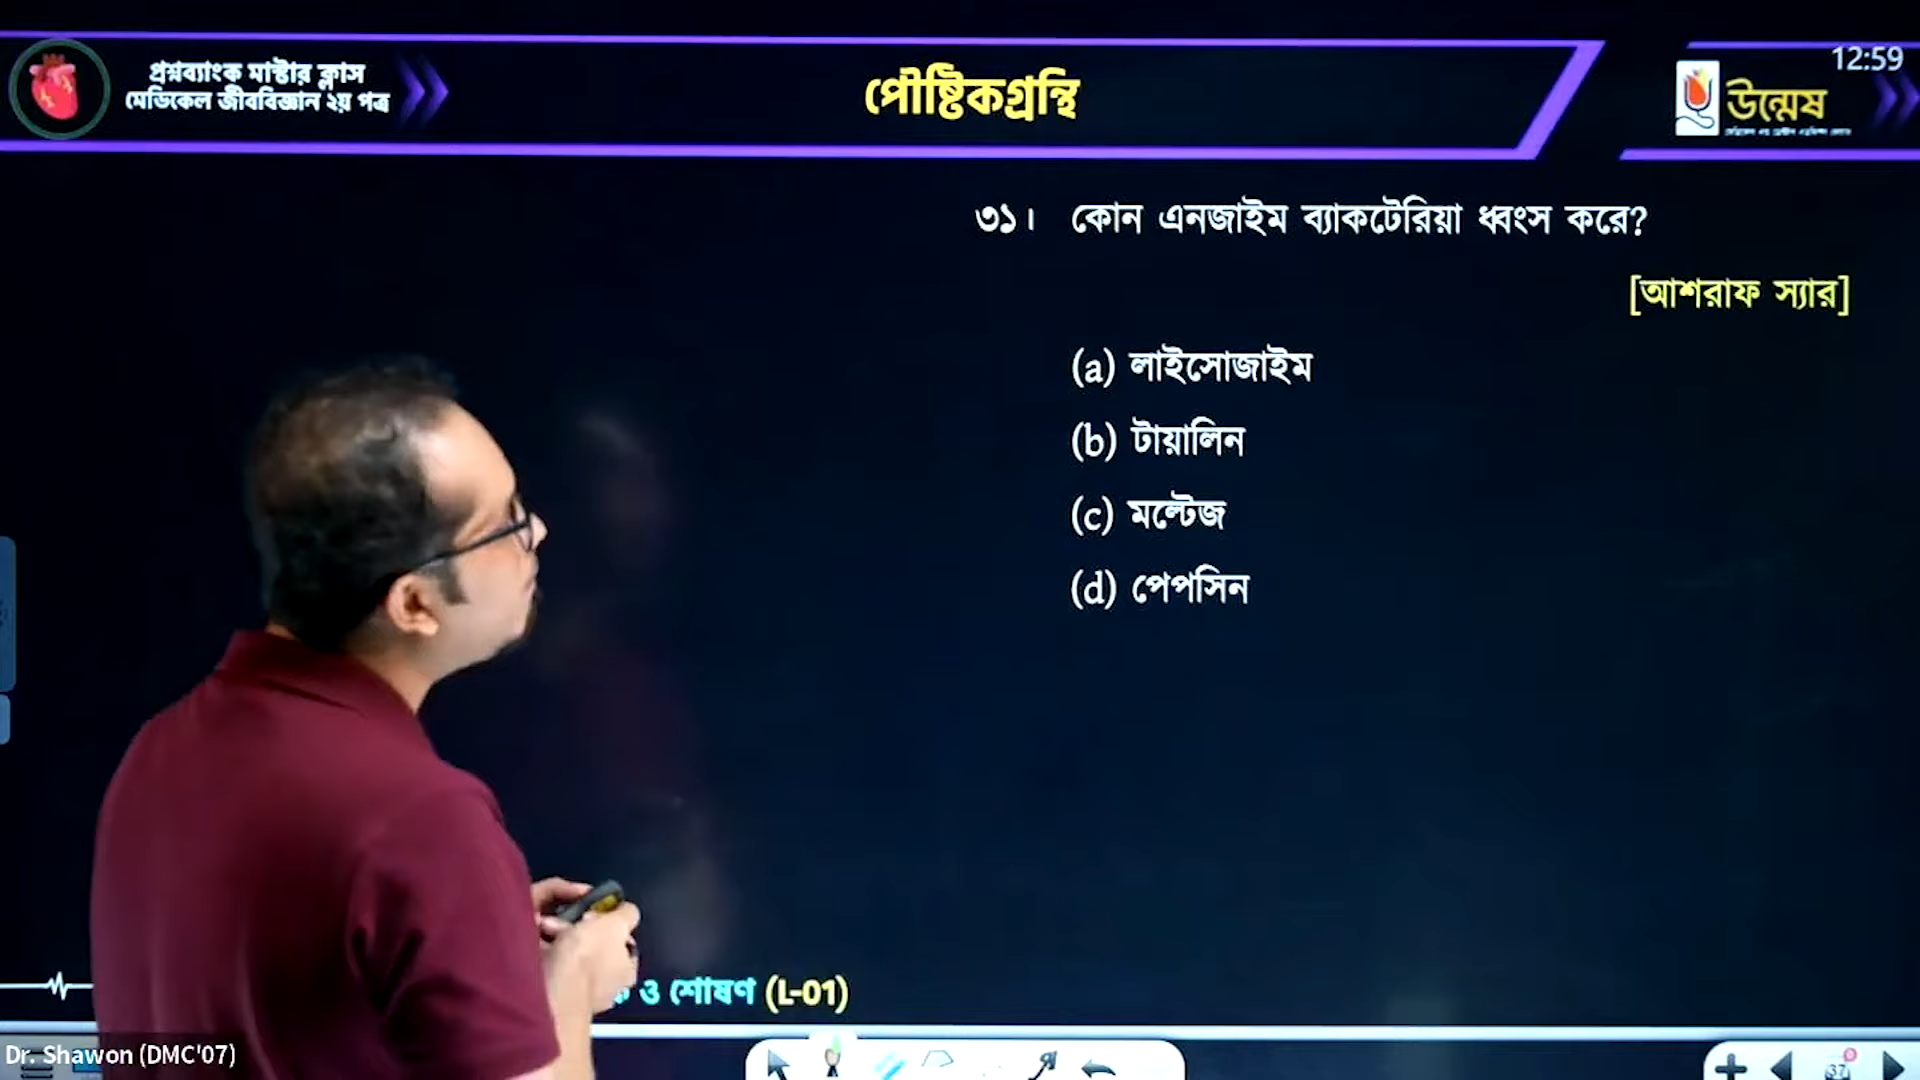 প্রশ্নব্যাংক মাস্টার ক্লাস
মেডিকেল জীববিজ্ঞান ২য় পত্র
পৌষ্টিকগ্রন্থি
12:59
উন্মেষ
৩১। কোন এনজাইম ব্যাকটেরিয়া ধ্বংস করে?
[আশরাফ স্যার]
(a) লাইসোজাইম
(b) টায়ালিন
(c) মল্টেজ
(d) পেপসিন
ও শোষণ (L-01)
Dr. Shawon (DMC'07)
37